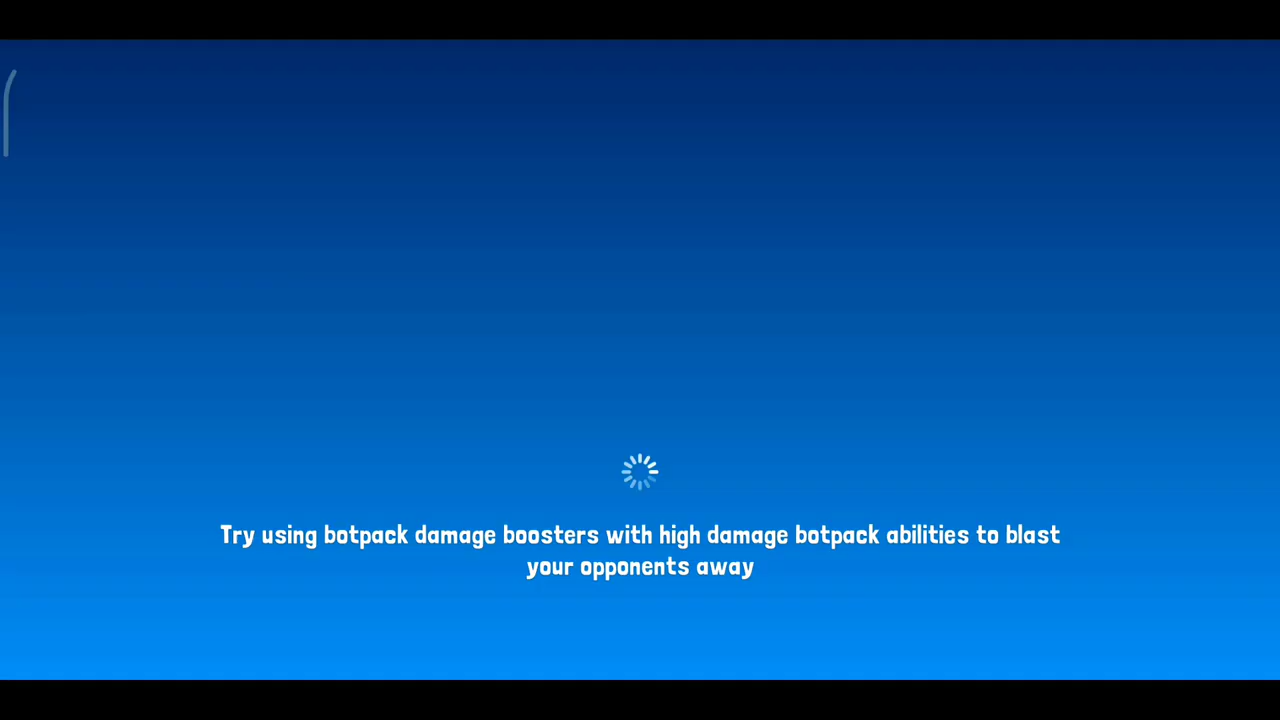 Try using botpack damage boosters with high damage botpack abilities to blast
your opponents away